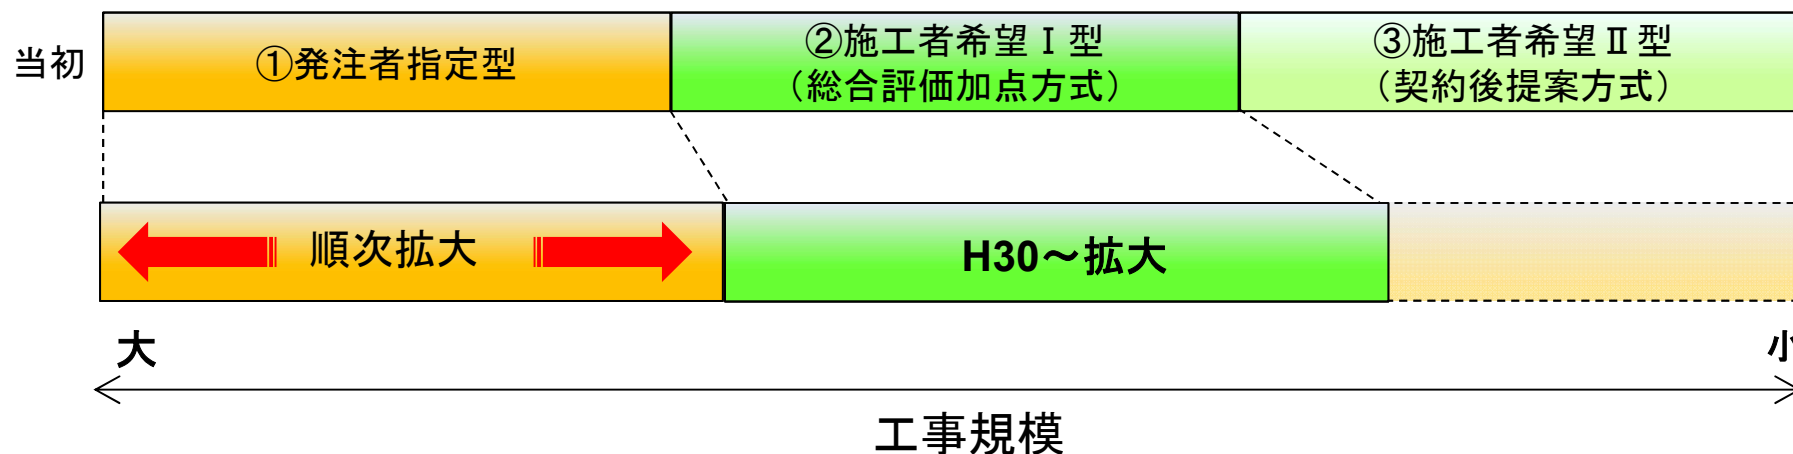 当初
①発注者指定型
②施工者希望Ⅰ型
（総合評価加点方式）
③施工者希望Ⅱ型
（契約後提案方式）
順次拡大
H30～拡大
大
小
工事規模